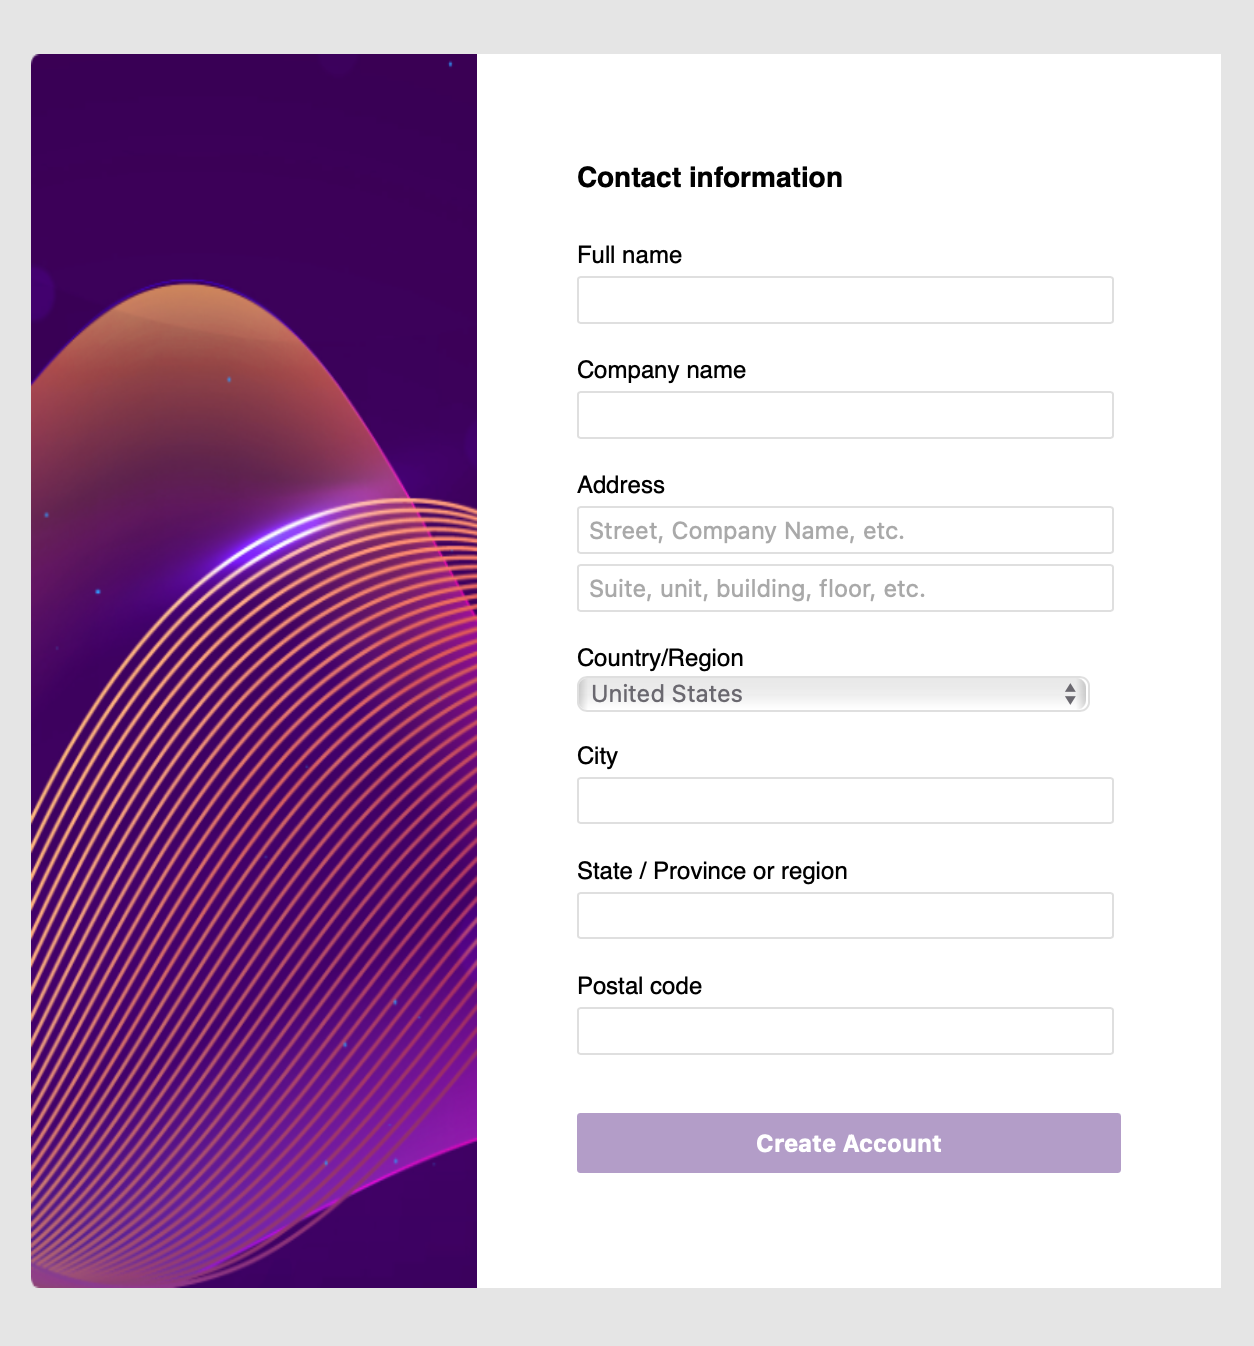 Contact information
Full name
Company name
Address
Street, Company Name, etc.
Suite, unit, building, floor, etc.
Country/Region
United States
City
State / Province or region
Postal code
Create Account